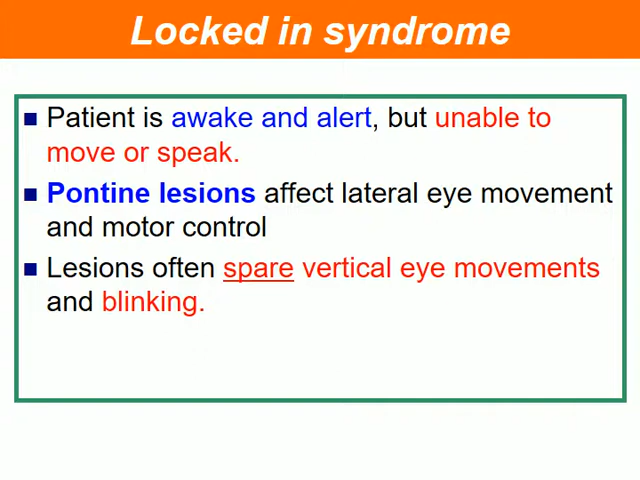 Locked in syndrome
Patient is awake and alert, but unable to
move or speak.
Pontine lesions affect lateral eye movement
and motor control
Lesions often spare vertical eye movements
and blinking.